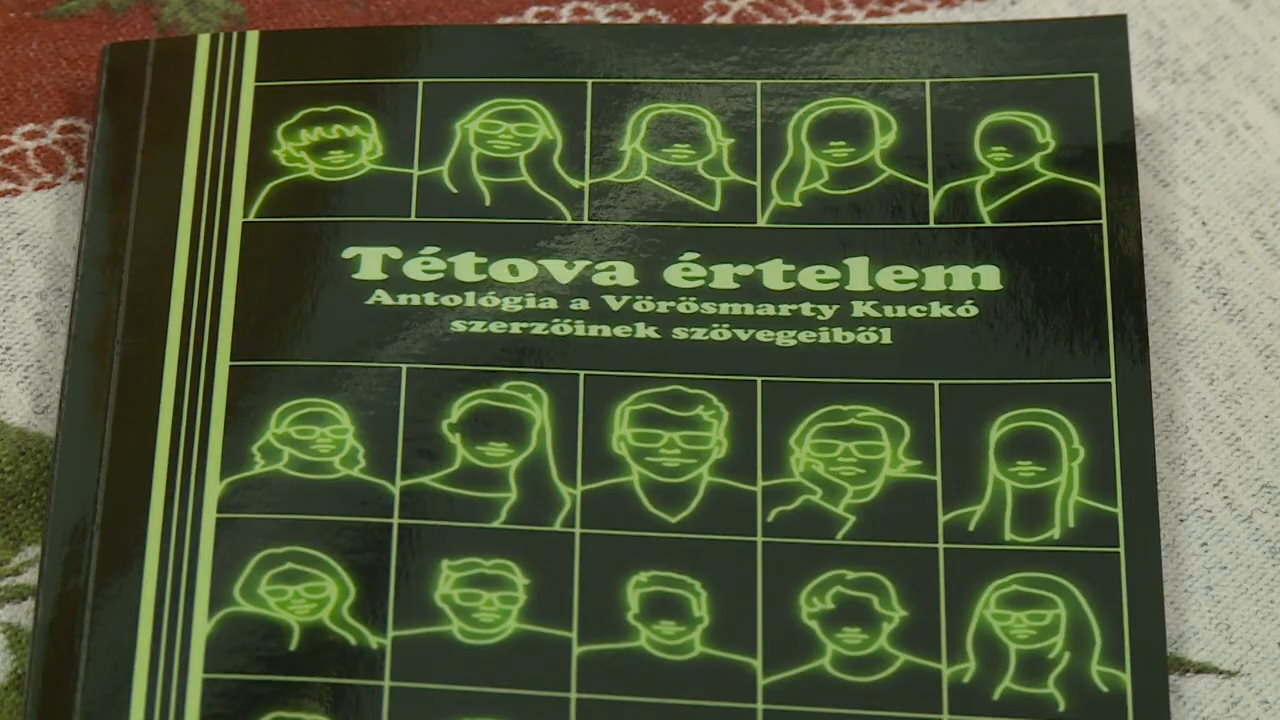 Tétova értelem
Antológia a Vörösmarty Kuckó
szerzőinek szövegeiből